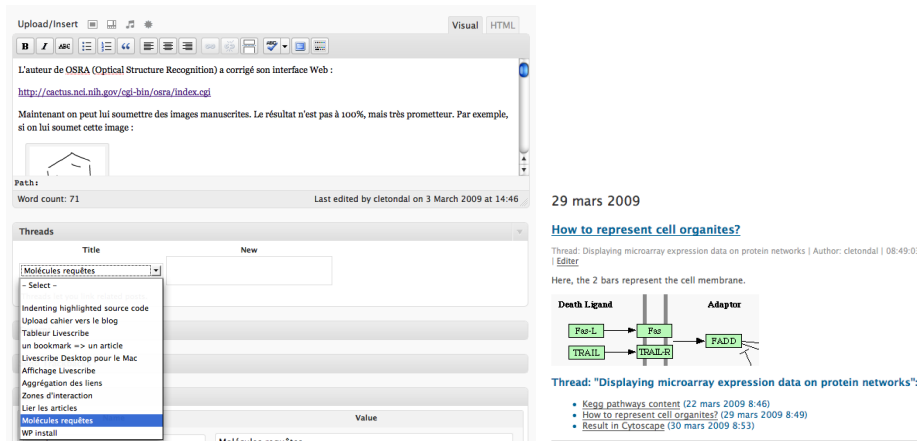 Upload/Insert
Visual HTML
B I ABC
L'auteur de OSRA (Optical Structure Recognition) a corrigé son interface Web :
http://cactus.nci.nih.gov/cgi-bin/osra/index.cgi
Maintenant on peut lui soumettre des images manuscrites. Le résultat n'est pas à 100%, mais très prometteur. Par exemple,
si on lui soumet cette image :
Path:
Word count: 71 Last edited by cletondal on 3 March 2009 at 14:46
Threads
Title New
Molécules requêtes
– Select –
Indenting highlighted source code
Upload cahier vers le blog
Tableur Livescribe
un bookmark => un article
Livescribe Desktop pour le Mac
Affichage Livescribe
Aggrégation des liens
Zones d'interaction
Lier les articles
Molécules requêtes
WP install
Value
29 mars 2009
How to represent cell organites?
Thread: Displaying microarray expression data on protein networks | Author: cletondal | 08:49:03
| Editer
Here, the 2 bars represent the cell membrane.
Death Ligand Adaptor
Fas-L Fas
FADD
TRAIL TRAIL-R
Thread: "Displaying microarray expression data on protein networks":
• Kegg pathways content (22 mars 2009 8:46)
• How to represent cell organites? (29 mars 2009 8:49)
• Result in Cytoscape (30 mars 2009 8:53)